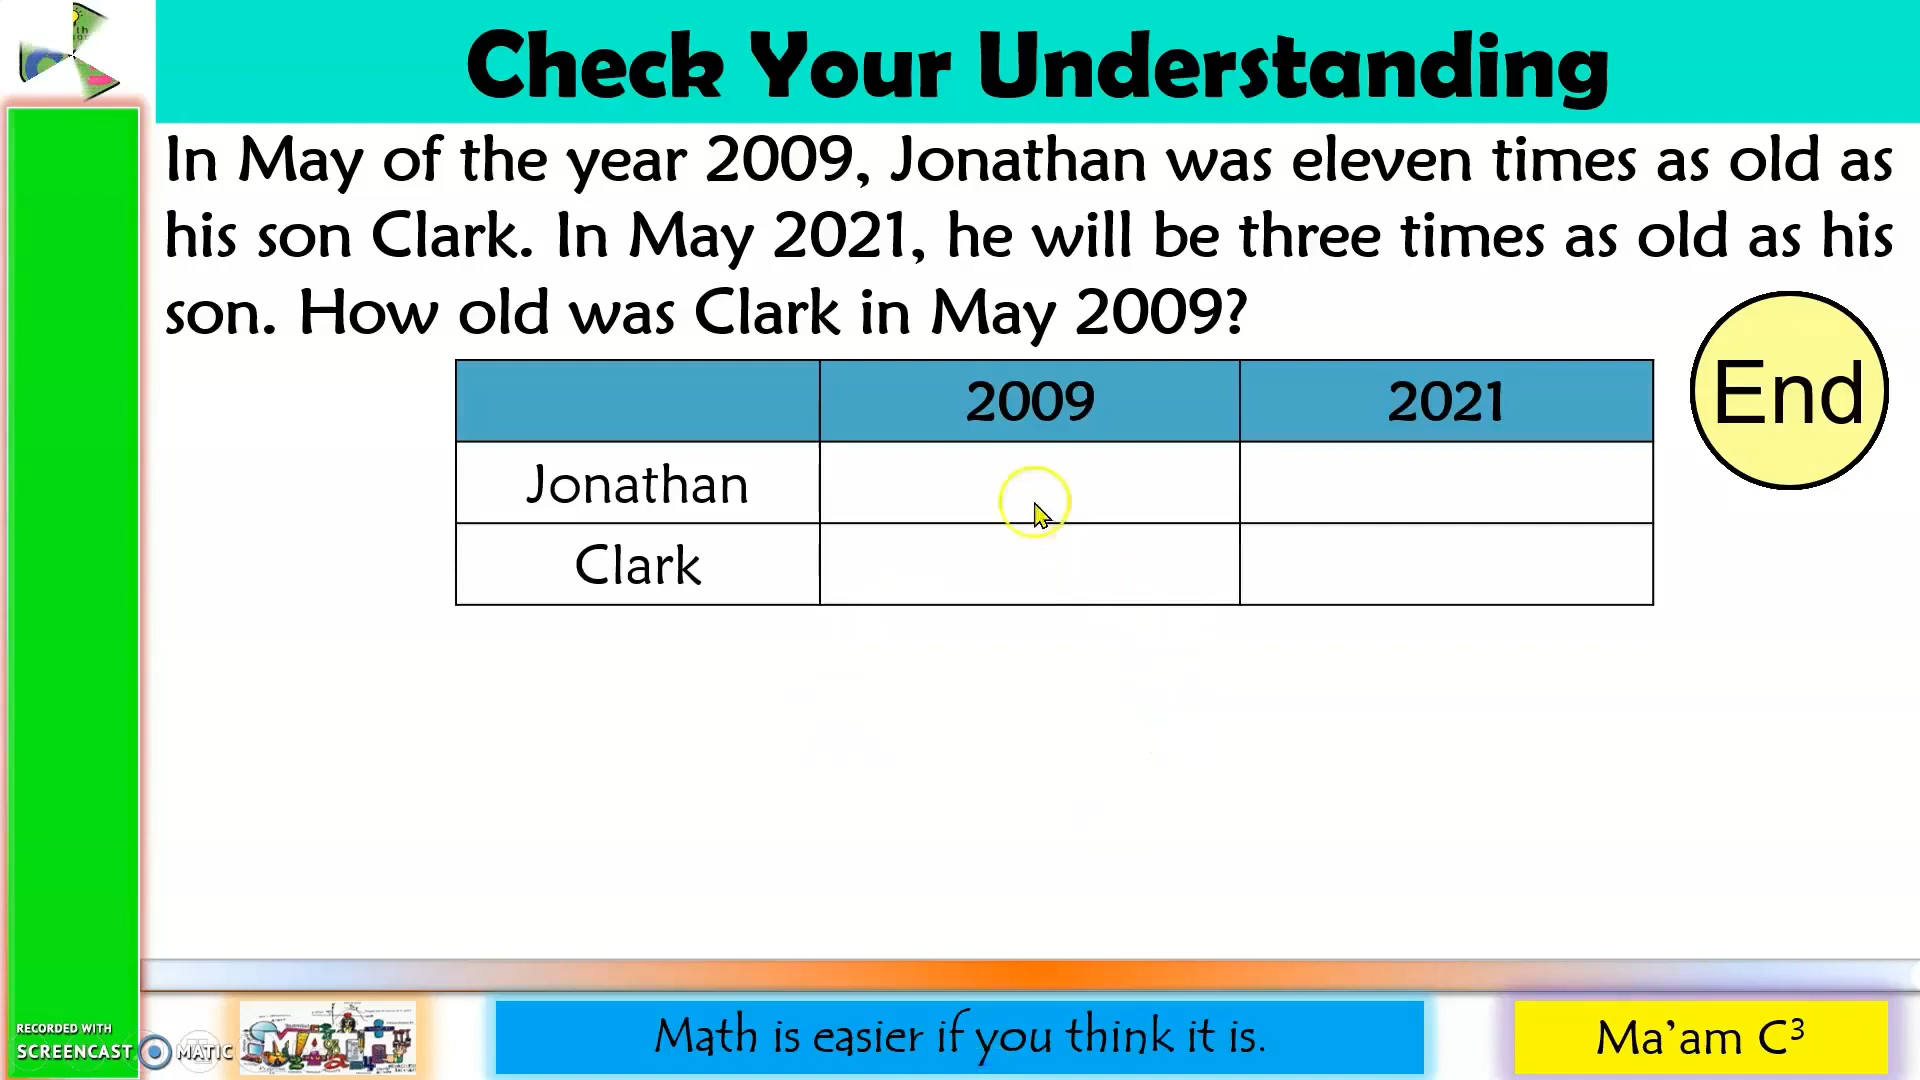 Check Your Understanding
In May of the year 2009, Jonathan was eleven times as old as
his son Clark. In May 2021, he will be three times as old as his
son. How old was Clark in May 2009?
End
2009 2021
Jonathan
Clark
RECORDED WITH
SCREENCAST MATIC
MATH
Math is easier if you think it is.
Ma’am C³